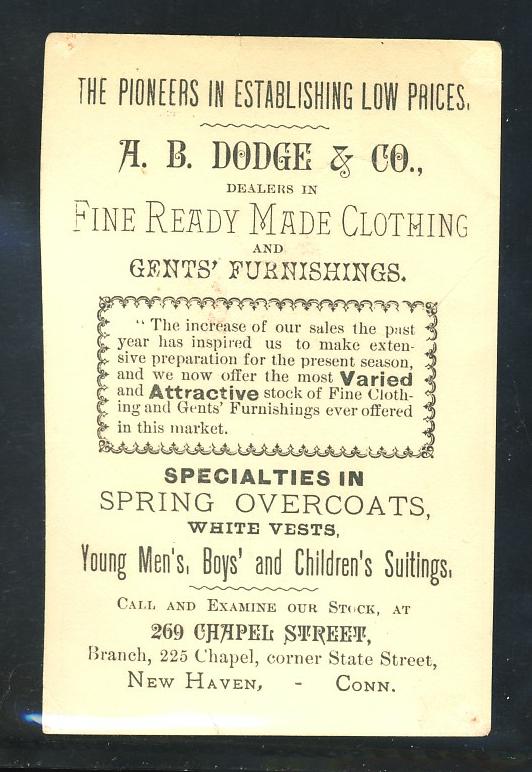 THE PIONEERS IN ESTABLISHING LOW PRICES.
A. B. DODGE & CO.,
DEALERS IN
FINE READY MADE CLOTHING
AND
GENTS' FURNISHINGS.
" The increase of our sales the past
year has inspired us to make exten-
sive preparation for the present season,
and we now offer the most Varied
and Attractive stock of Fine Cloth-
ing and Gents' Furnishings ever offered
in this market.
SPECIALTIES IN
SPRING OVERCOATS,
WHITE VESTS,
Young Men's, Boys' and Children's Suitings,
CALL AND EXAMINE OUR STOCK, AT
269 CHAPEL STREET,
Branch, 225 Chapel, corner State Street,
NEW HAVEN, - CONN.